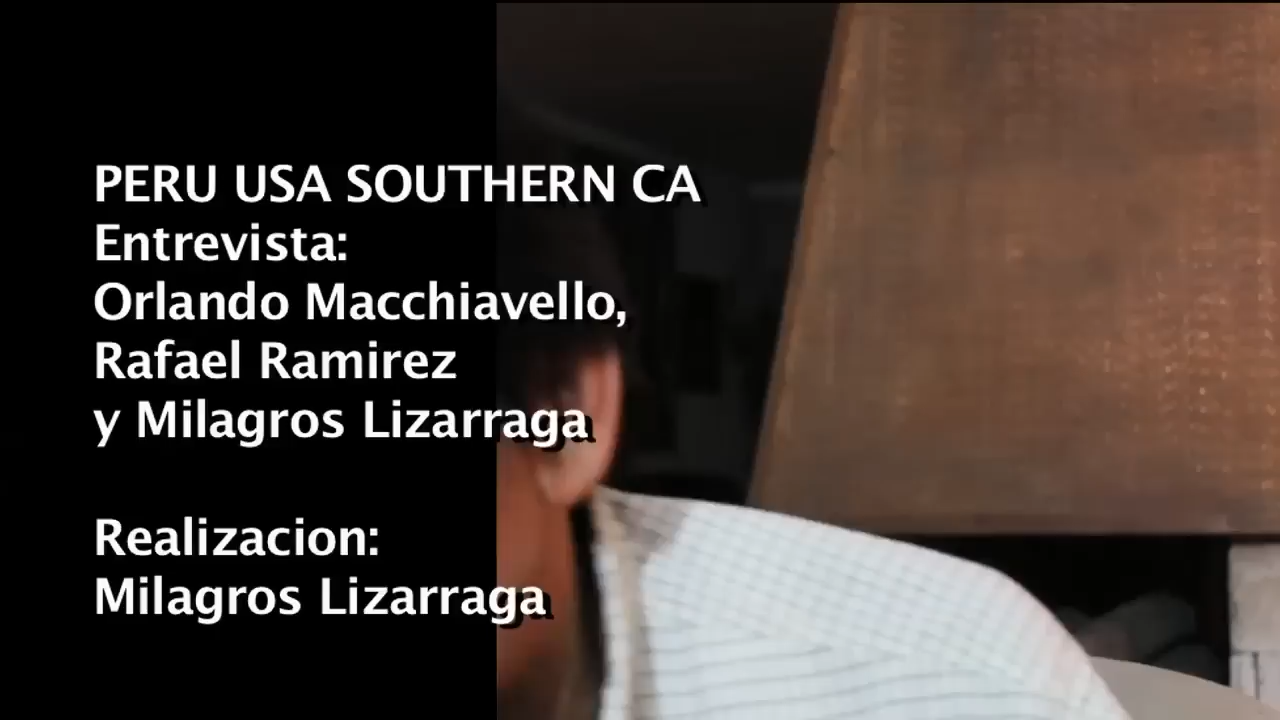 PERU USA SOUTHERN CA
Entrevista:
Orlando Macchiavello,
Rafael Ramirez
y Milagros Lizarraga
Realizacion:
Milagros Lizarraga